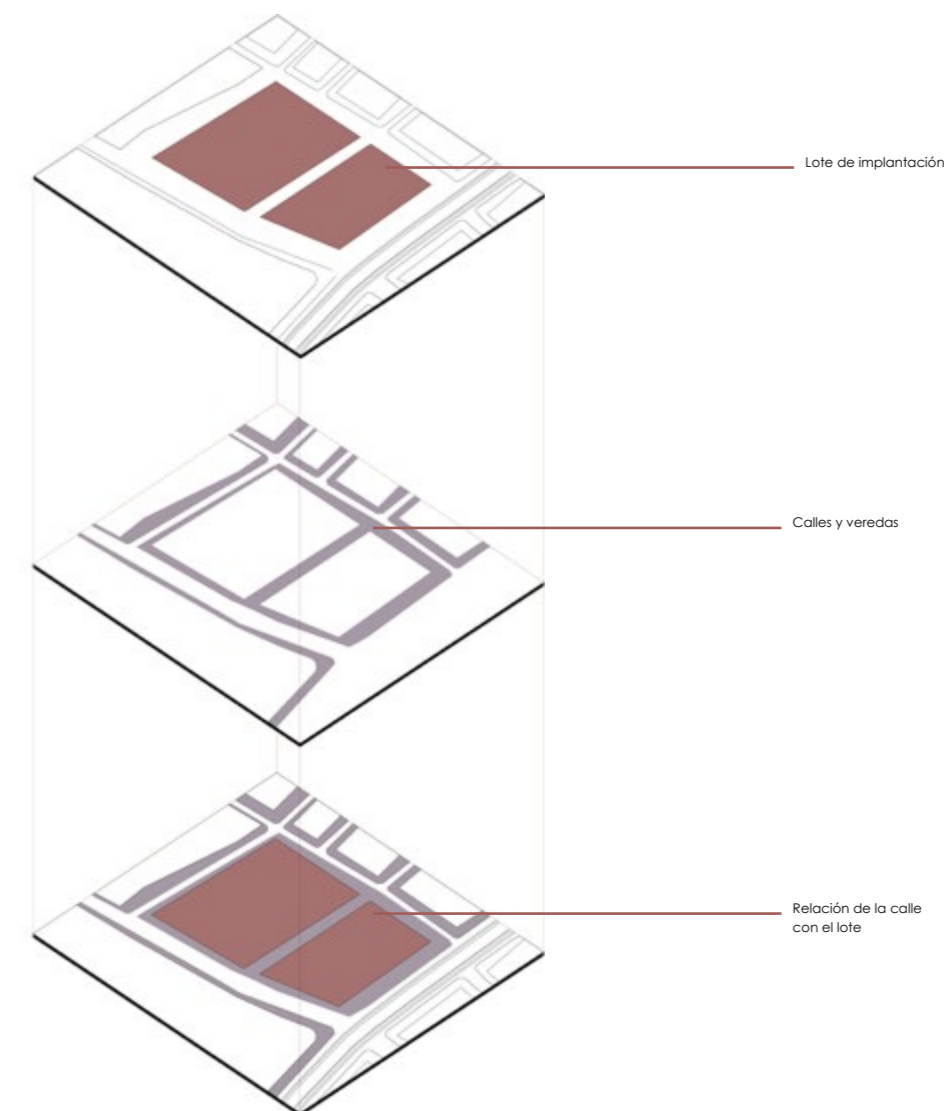 Lote de implantación
Calles y veredas
Relación de la calle
con el lote